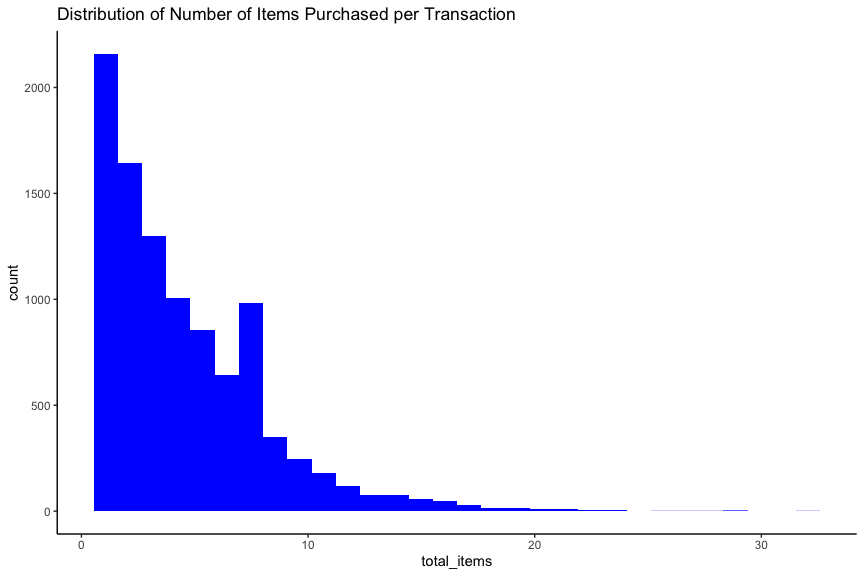 Distribution of Number of Items Purchased per Transaction
2000
1500
1000
500
0
count
0 10 20 30
total_items